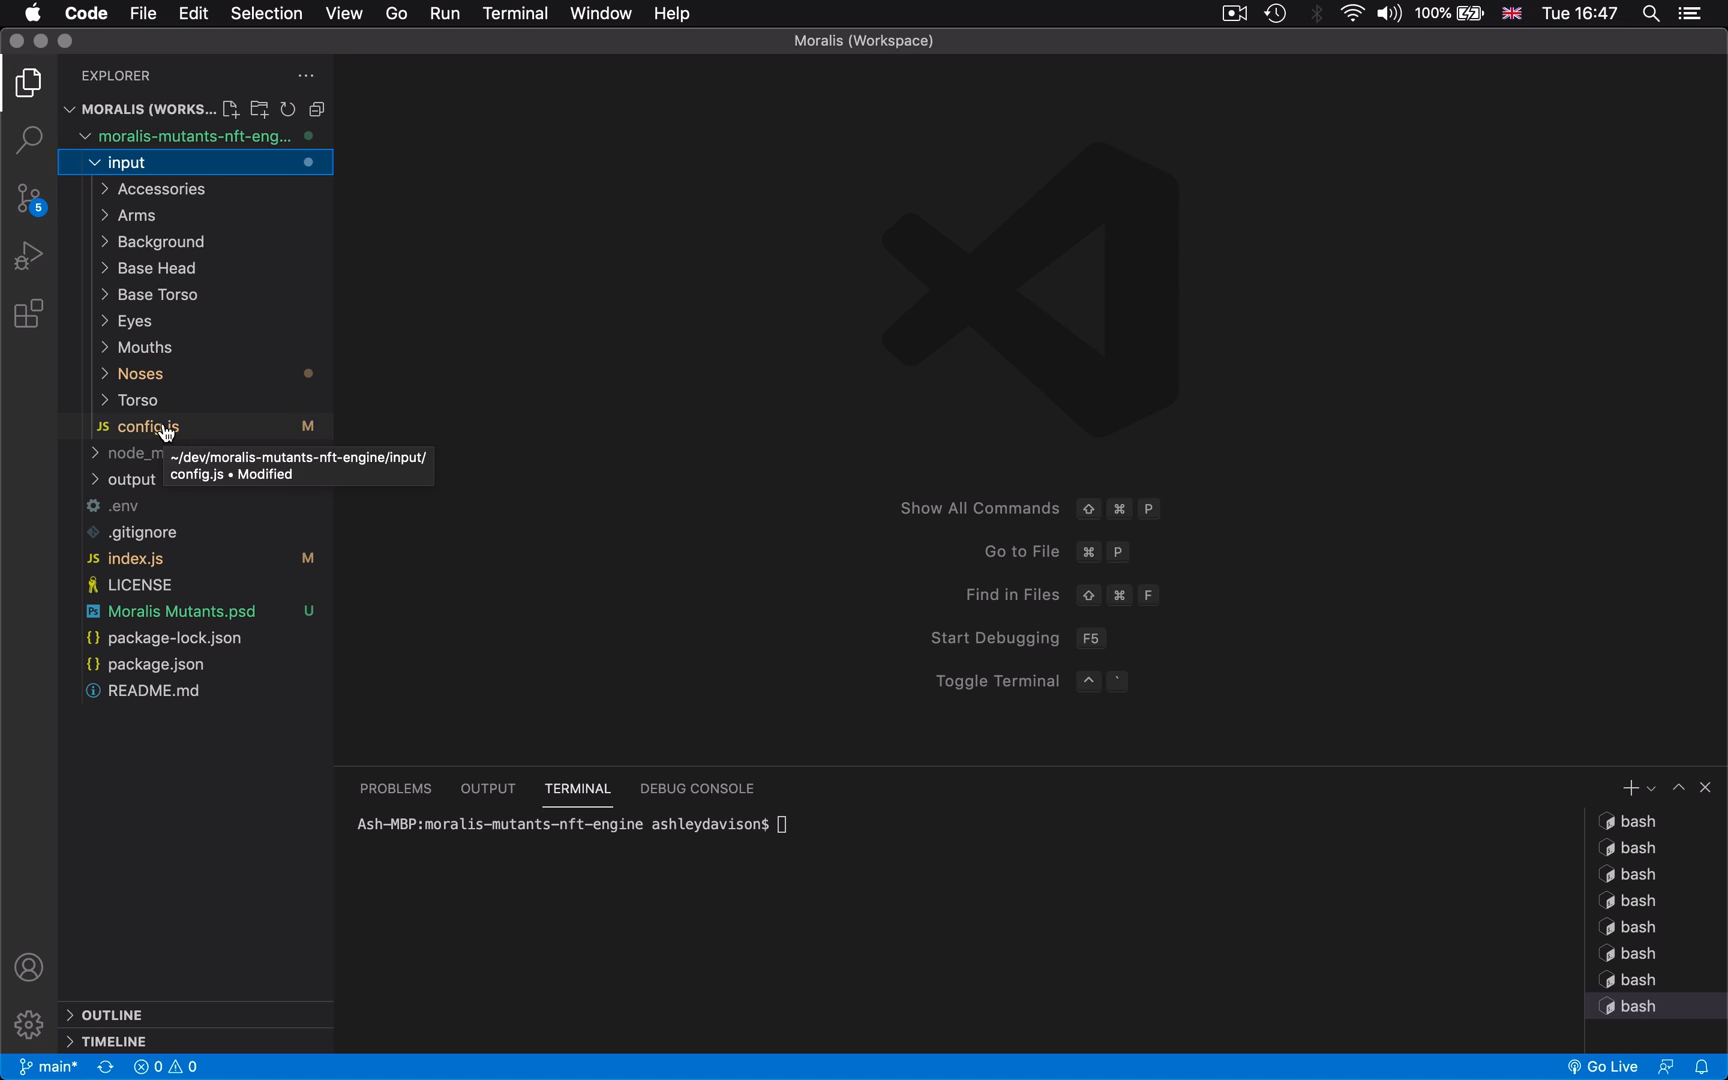 Code File Edit Selection View Go Run Terminal Window Help 100% Tue 16:47
Moralis (Workspace)
EXPLORER ...
MORALIS (WORKS...
moralis-mutants-nft-eng...
input
Accessories
Arms
Background
Base Head
Base Torso
Eyes
Mouths
Noses
Torso
JS config.js M
node_m
~/dev/moralis-mutants-nft-engine/input/
config.js • Modified
output
.env
.gitignore
JS index.js M
LICENSE
Ps Moralis Mutants.psd U
{} package-lock.json
{} package.json
README.md
5
Show All Commands ⇧ ⌘ P
Go to File ⌘ P
Find in Files ⇧ ⌘ F
Start Debugging F5
Toggle Terminal ^ `
PROBLEMS OUTPUT TERMINAL DEBUG CONSOLE
Ash-MBP:moralis-mutants-nft-engine ashleydavison$
bash
bash
bash
bash
bash
bash
bash
bash
OUTLINE
TIMELINE
main* 0 0 Go Live